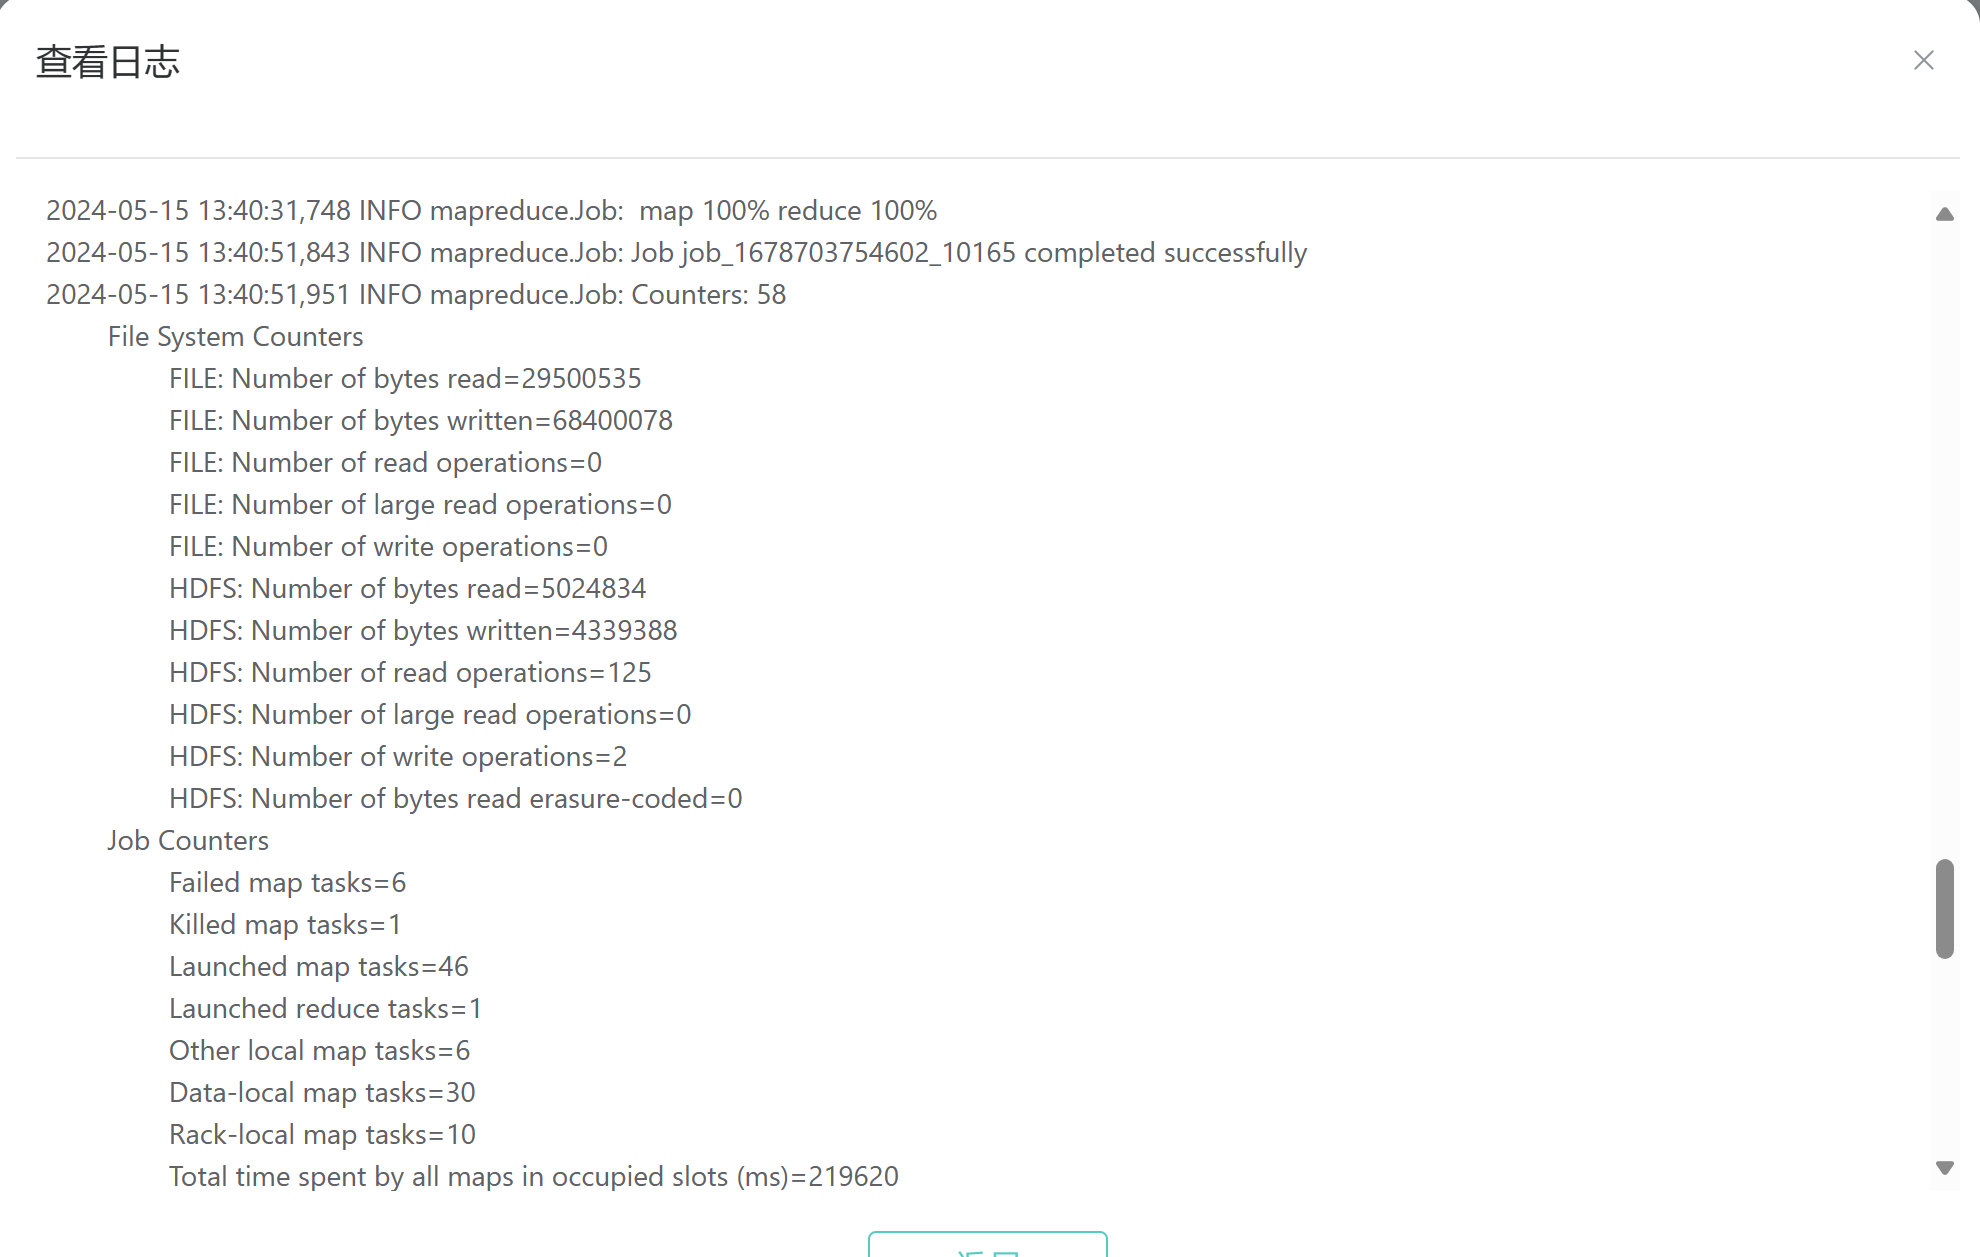 查看日志
2024-05-15 13:40:31,748 INFO mapreduce.Job:  map 100% reduce 100%
2024-05-15 13:40:51,843 INFO mapreduce.Job: Job job_1678703754602_10165 completed successfully
2024-05-15 13:40:51,951 INFO mapreduce.Job: Counters: 58
File System Counters
FILE: Number of bytes read=29500535
FILE: Number of bytes written=68400078
FILE: Number of read operations=0
FILE: Number of large read operations=0
FILE: Number of write operations=0
HDFS: Number of bytes read=5024834
HDFS: Number of bytes written=4339388
HDFS: Number of read operations=125
HDFS: Number of large read operations=0
HDFS: Number of write operations=2
HDFS: Number of bytes read erasure-coded=0
Job Counters
Failed map tasks=6
Killed map tasks=1
Launched map tasks=46
Launched reduce tasks=1
Other local map tasks=6
Data-local map tasks=30
Rack-local map tasks=10
Total time spent by all maps in occupied slots (ms)=219620